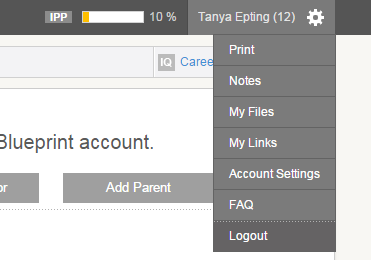 IPP 10 % Tanya Epting (12)
Print
IQ Caree
Notes
My Files
Blueprint account.
My Links
Account Settings
or Add Parent
FAQ
Logout